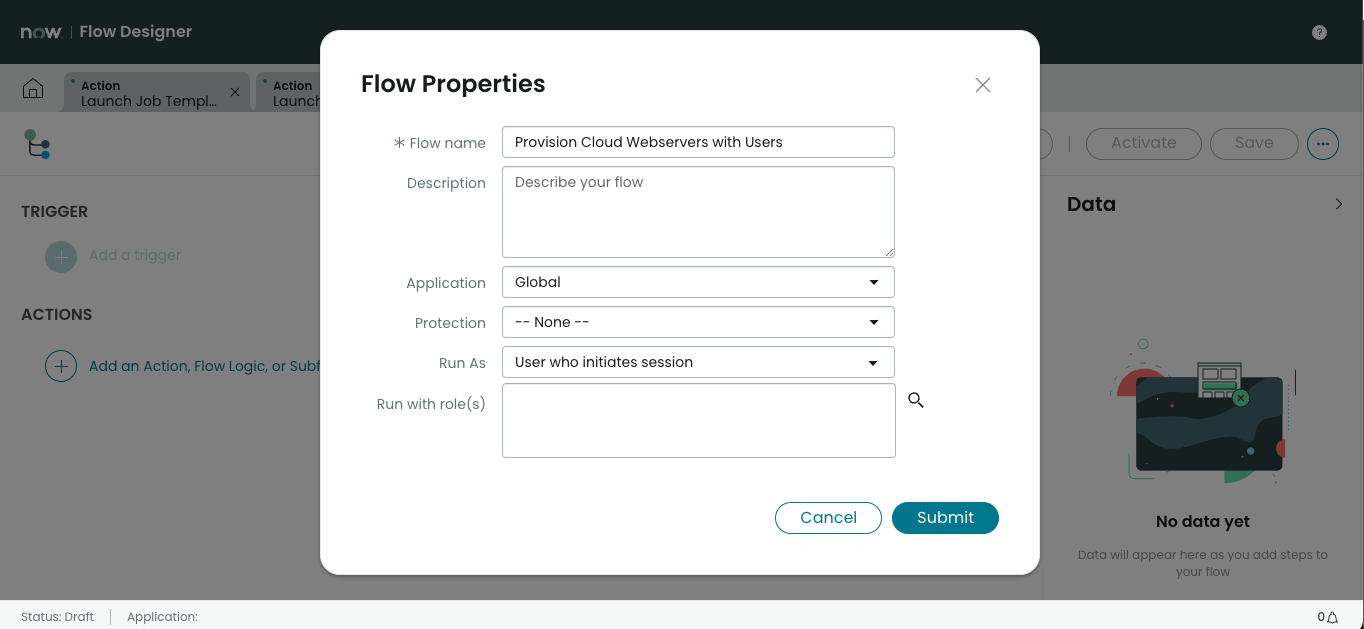 now | Flow Designer
Action
Launch Job Templ...
Action
Launch
Activate
Save
TRIGGER
Add a trigger
ACTIONS
Add an Action, Flow Logic, or Subf
Flow Properties
* Flow name
Provision Cloud Webservers with Users
Description
Describe your flow
Application
Global
Protection
-- None --
Run As
User who initiates session
Run with role(s)
Cancel
Submit
Data
No data yet
Data will appear here as you add steps to
your flow
Status: Draft
Application:
0